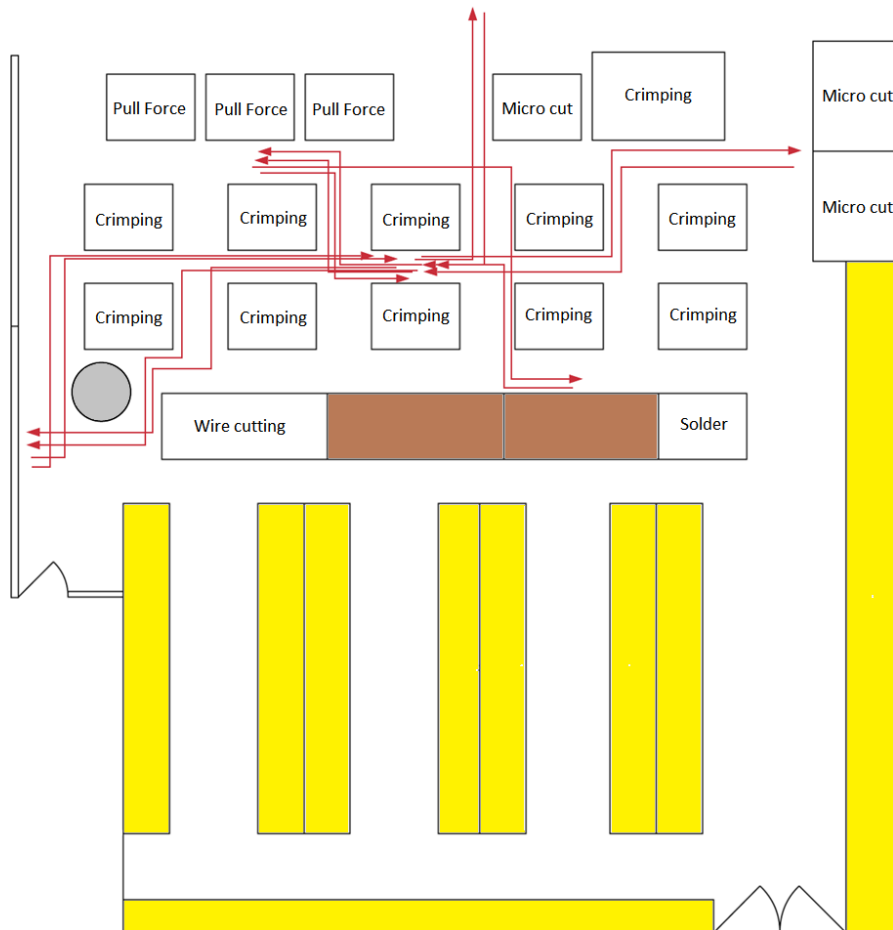 Pull Force
Pull Force
Pull Force
Micro cut
Crimping
Micro cut
Micro cut
Crimping
Crimping
Crimping
Crimping
Crimping
Crimping
Crimping
Crimping
Crimping
Crimping
Wire cutting
Solder